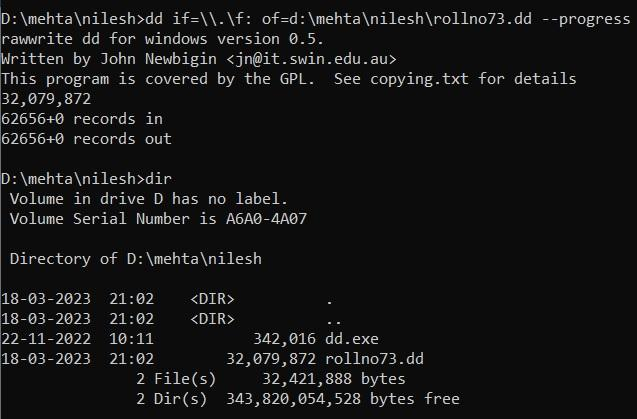 D:\mehta\nilesh>dd if=\\.\f: of=d:\mehta\nilesh\rollno73.dd --progress
rawwrite dd for windows version 0.5.
Written by John Newbigin <jn@it.swin.edu.au>
This program is covered by the GPL.  See copying.txt for details
32,079,872
62656+0 records in
62656+0 records out

D:\mehta\nilesh>dir
 Volume in drive D has no label.
 Volume Serial Number is A6A0-4A07

 Directory of D:\mehta\nilesh

18-03-2023  21:02    <DIR>          .
18-03-2023  21:02    <DIR>          ..
22-11-2022  10:11           342,016 dd.exe
18-03-2023  21:02        32,079,872 rollno73.dd
               2 File(s)     32,421,888 bytes
               2 Dir(s)  343,820,054,528 bytes free